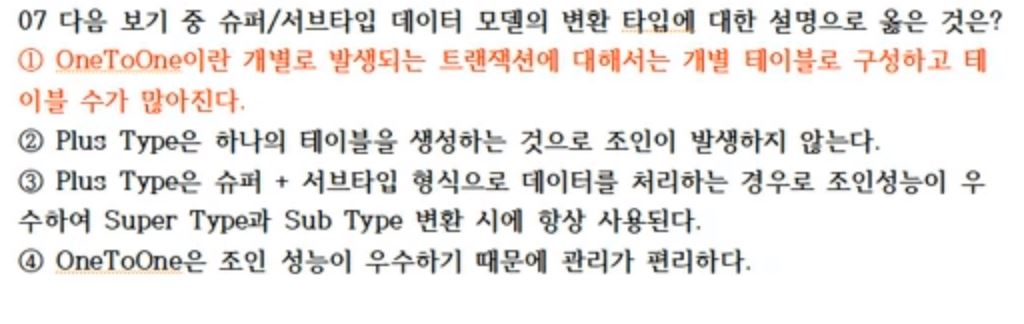 07 다음 보기 중 슈퍼/서브타입 데이터 모델의 변환 타입에 대한 설명으로 옳은 것은?
① OneToOne이란 개별로 발생되는 트랜잭션에 대해서는 개별 테이블로 구성하고 테
이블 수가 많아진다.
② Plus Type은 하나의 테이블을 생성하는 것으로 조인이 발생하지 않는다.
③ Plus Type은 슈퍼 + 서브타입 형식으로 데이터를 처리하는 경우로 조인성능이 우
수하여 Super Type과 Sub Type 변환 시에 항상 사용된다.
④ OneToOne은 조인 성능이 우수하기 때문에 관리가 편리하다.